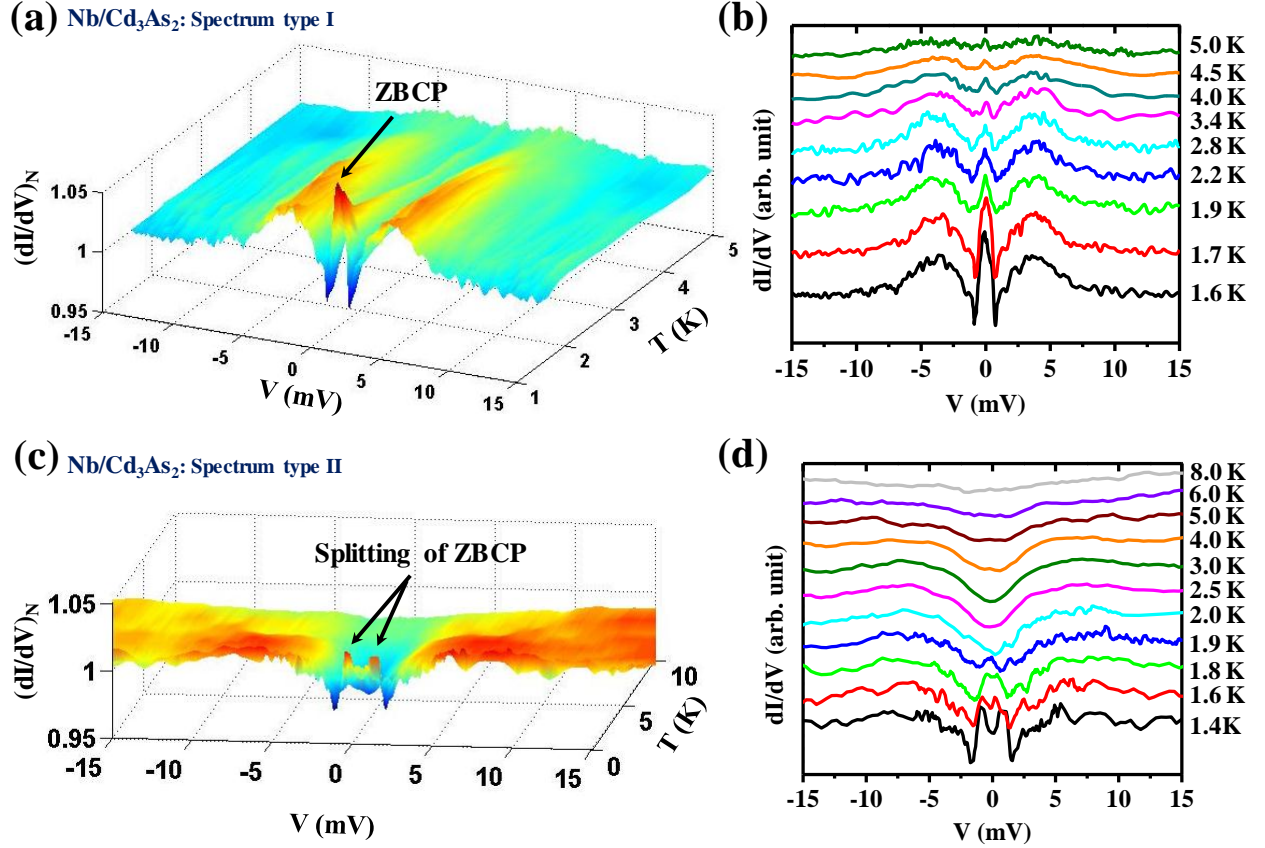 (a) Nb/Cd₃As₂: Spectrum type I
ZBCP
(dI/dV)N
1.05
1
0.95
-15
-10
0
5
10
15
V (mV)
1
2
3
4
5
T (K)
(b)
dI/dV (arb. unit)
5.0 K
4.5 K
4.0 K
3.4 K
2.8 K
2.2 K
1.9 K
1.7 K
1.6 K
-15 -10 -5 0 5 10 15
V (mV)
(c) Nb/Cd₃As₂: Spectrum type II
Splitting of ZBCP
(dI/dV)N
1.05
1
0.95
-15 -10 -5 0 5 10 15
V (mV)
0
5
10
T (K)
(d)
dI/dV (arb. unit)
8.0 K
6.0 K
5.0 K
4.0 K
3.0 K
2.5 K
2.0 K
1.9 K
1.8 K
1.6 K
1.4K
-15 -10 -5 0 5 10 15
V (mV)